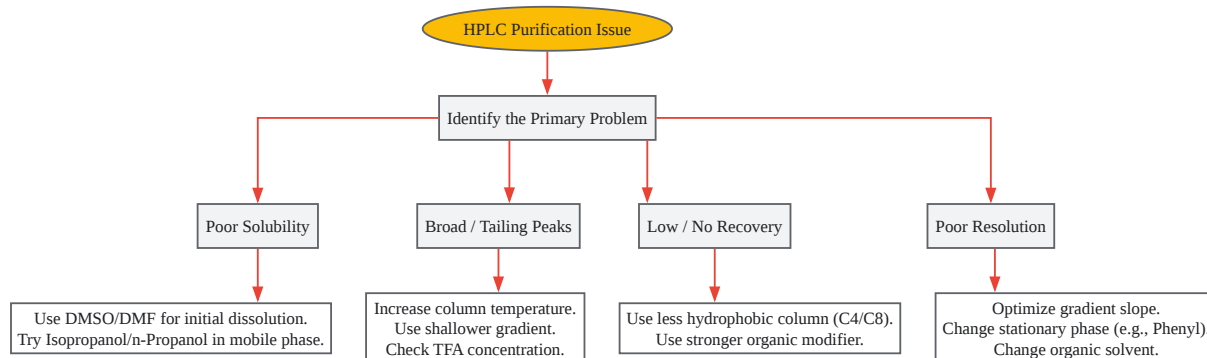 HPLC Purification Issue
Identify the Primary Problem
Poor Solubility
Broad / Tailing Peaks
Low / No Recovery
Poor Resolution
Use DMSO/DMF for initial dissolution.
Try Isopropanol/n-Propanol in mobile phase.
Increase column temperature.
Use shallower gradient.
Check TFA concentration.
Use less hydrophobic column (C4/C8).
Use stronger organic modifier.
Optimize gradient slope.
Change stationary phase (e.g., Phenyl).
Change organic solvent.